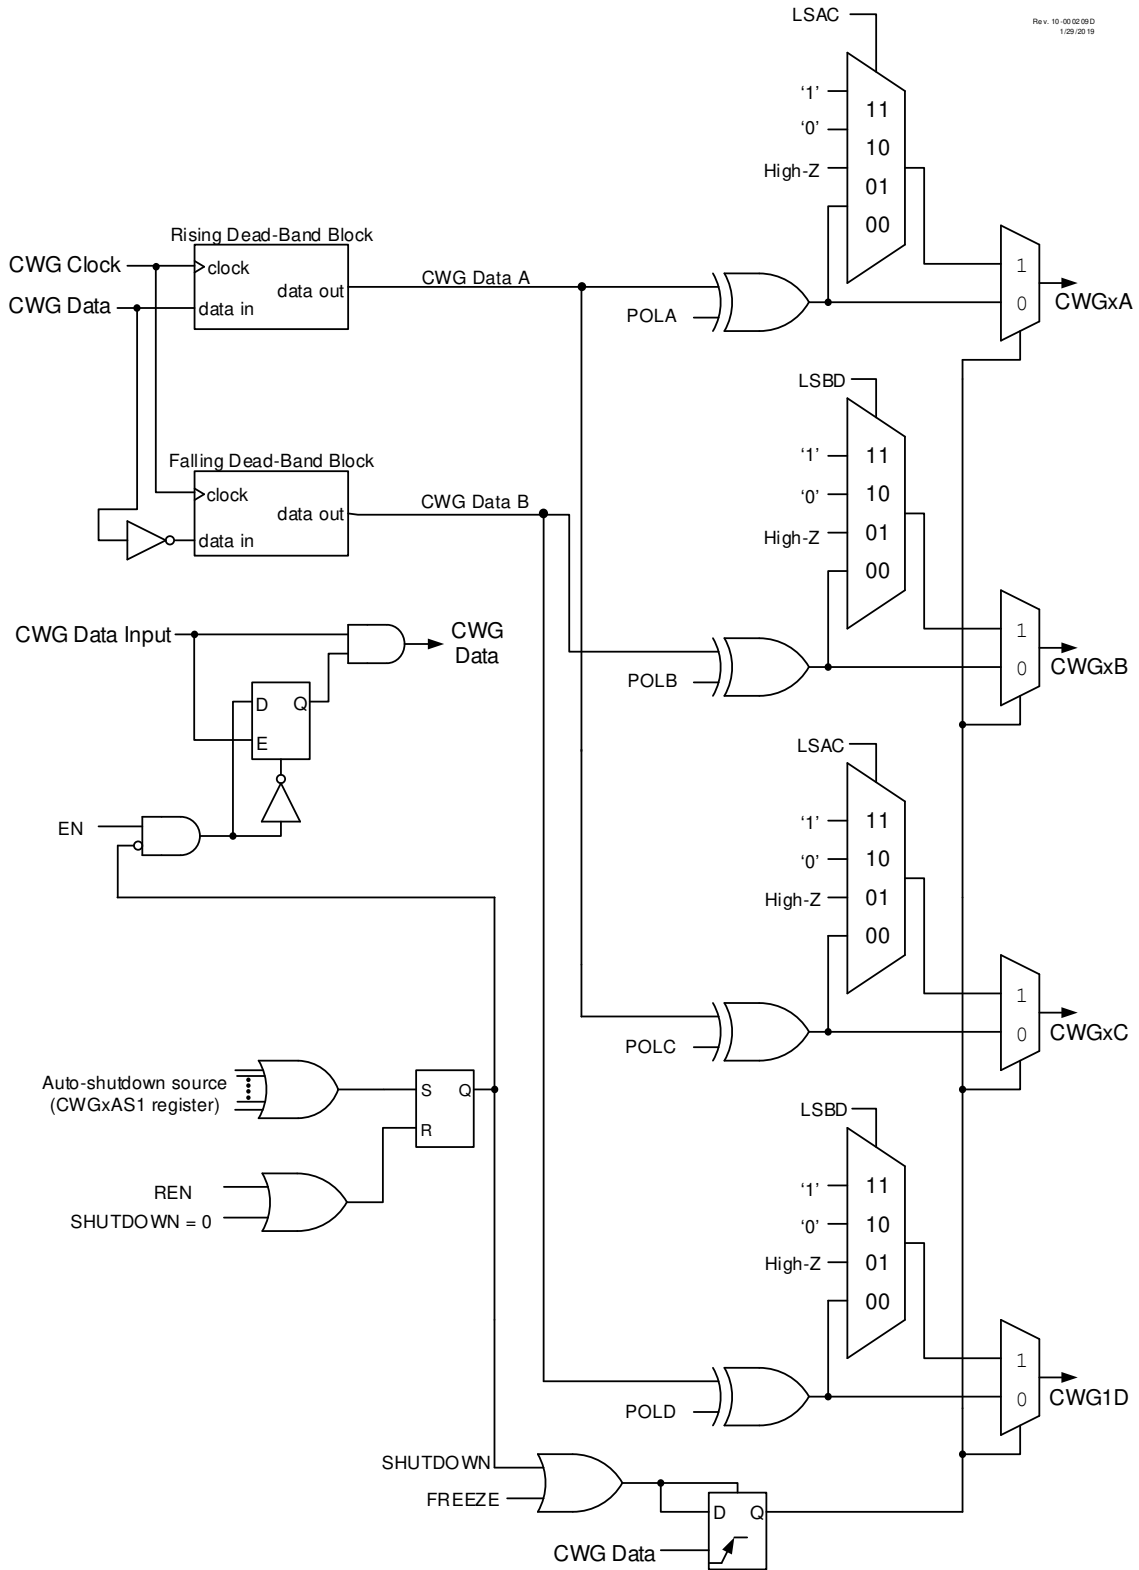 LSAC
Rev. 10-000209D
1/29/2019
‘1’
11
‘0’
10
High-Z
01
00
Rising Dead-Band Block
CWG Clock
clock
CWG Data A
data out
CWG Data
data in
POLA
1
0
CWGxA
LSBD
Falling Dead-Band Block
‘1’
11
clock
CWG Data B
‘0’
10
data out
High-Z
01
data in
00
CWG Data Input
CWG
Data
1
0
CWGxB
POLB
D
Q
E
LSAC
EN
‘1’
11
‘0’
10
High-Z
01
00
1
0
CWGxC
POLC
Auto-shutdown source
(CWGxAS1 register)
S
Q
R
LSBD
REN
SHUTDOWN = 0
‘1’
11
‘0’
10
High-Z
01
00
1
0
CWG1D
POLD
SHUTDOWN
FREEZE
D
Q
CWG Data